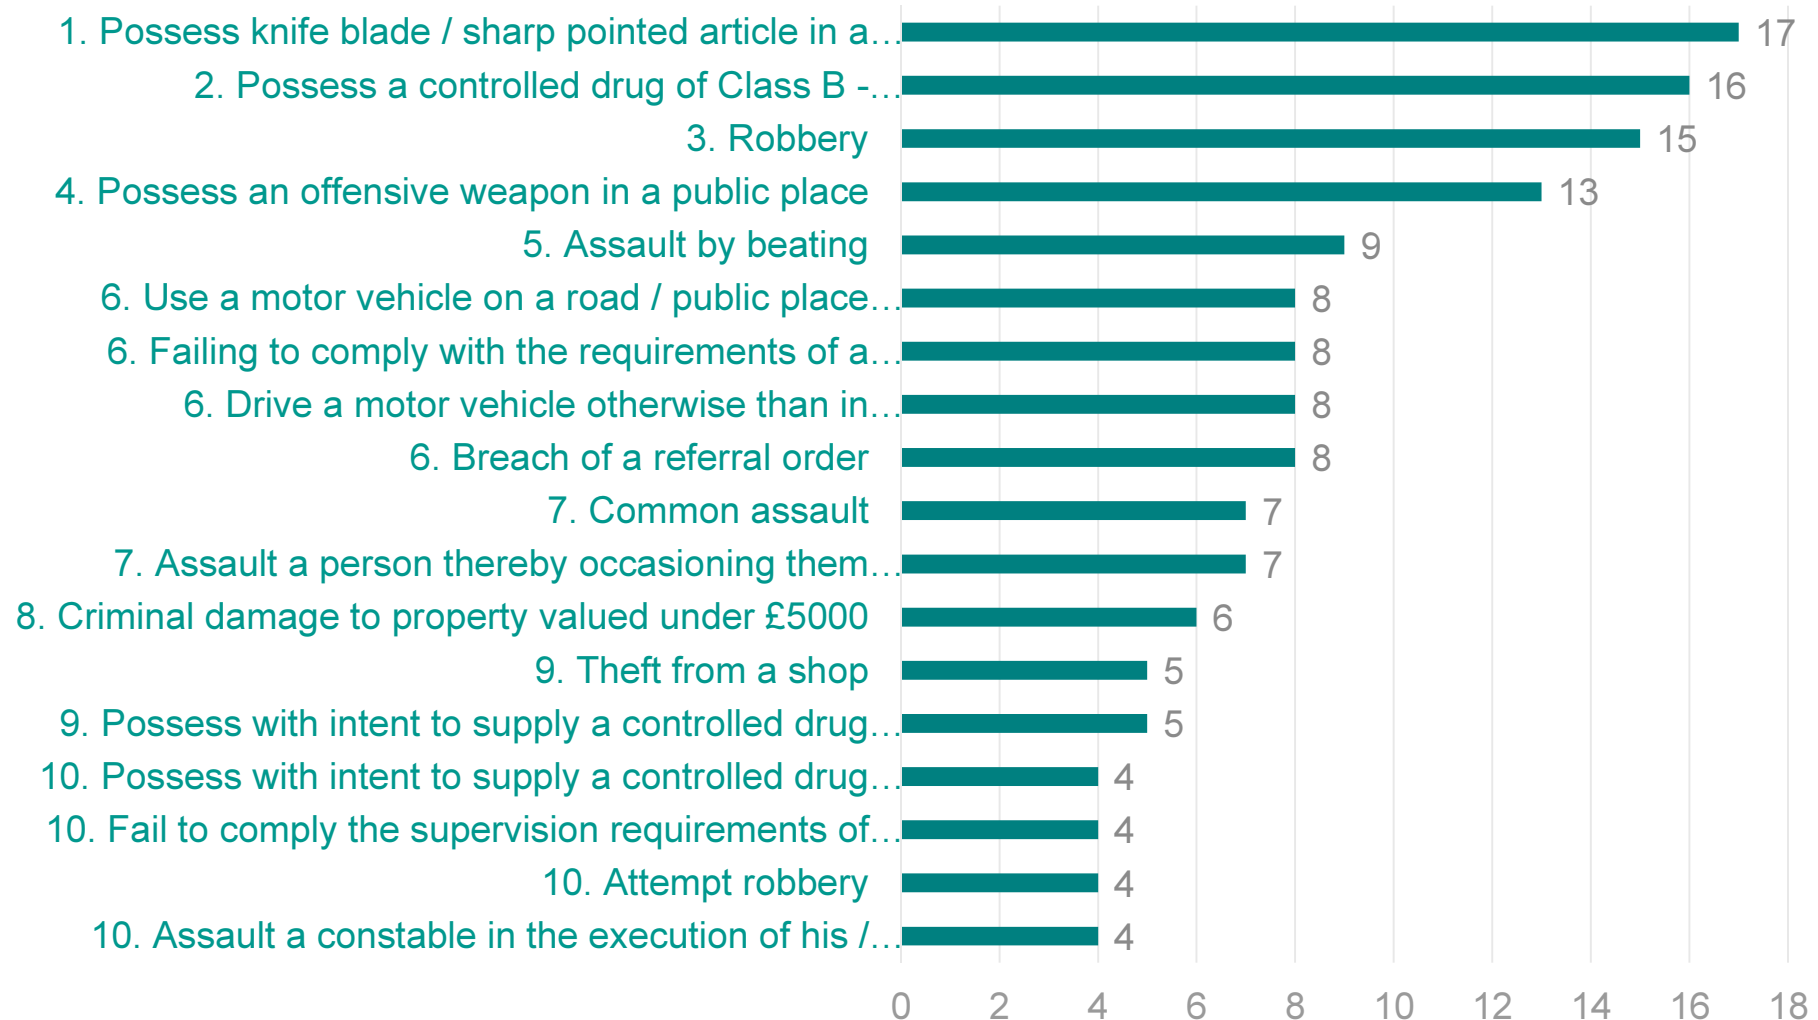 1. Possess knife blade / sharp pointed article in a… 17
2. Possess a controlled drug of Class B -… 16
3. Robbery 15
4. Possess an offensive weapon in a public place 13
5. Assault by beating 9
6. Use a motor vehicle on a road / public place… 8
6. Failing to comply with the requirements of a… 8
6. Drive a motor vehicle otherwise than in… 8
6. Breach of a referral order 8
7. Common assault 7
7. Assault a person thereby occasioning them… 7
8. Criminal damage to property valued under £5000 6
9. Theft from a shop 5
9. Possess with intent to supply a controlled drug… 5
10. Possess with intent to supply a controlled drug… 4
10. Fail to comply the supervision requirements of… 4
10. Attempt robbery 4
10. Assault a constable in the execution of his /… 4
0 2 4 6 8 10 12 14 16 18